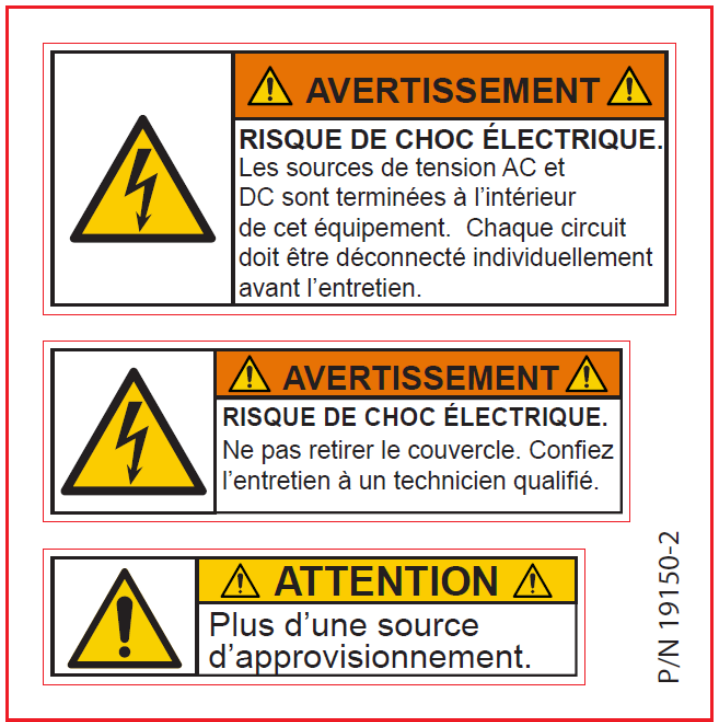 AVERTISSEMENT
RISQUE DE CHOC ÉLECTRIQUE.
Les sources de tension AC et
DC sont terminées à l'intérieur
de cet équipement.  Chaque circuit
doit être déconnecté individuellement
avant l'entretien.
AVERTISSEMENT
RISQUE DE CHOC ÉLECTRIQUE.
Ne pas retirer le couvercle. Confiez
l'entretien à un technicien qualifié.
ATTENTION
Plus d'une source
d'approvisionnement.
P/N 19150-2